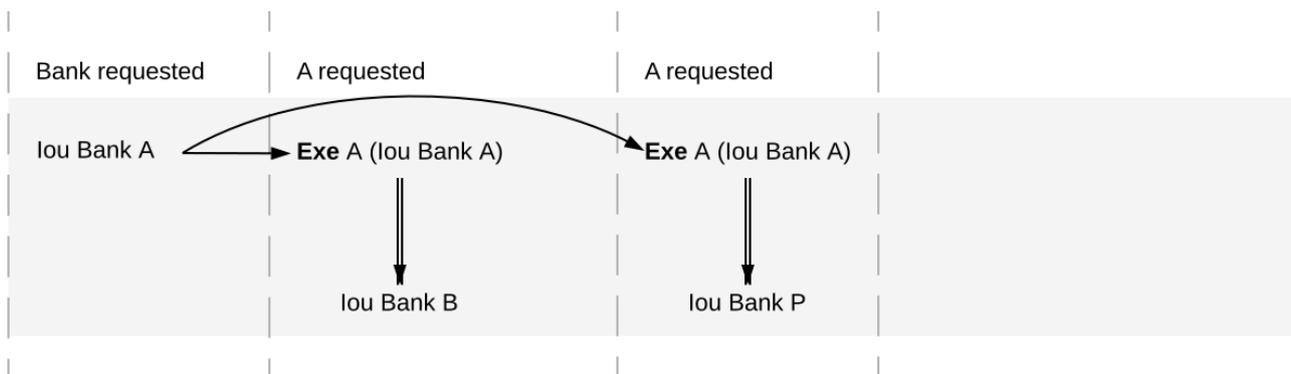 Bank requested
A requested
A requested
Iou Bank A
Exe A (Iou Bank A)
Exe A (Iou Bank A)
Iou Bank B
Iou Bank P